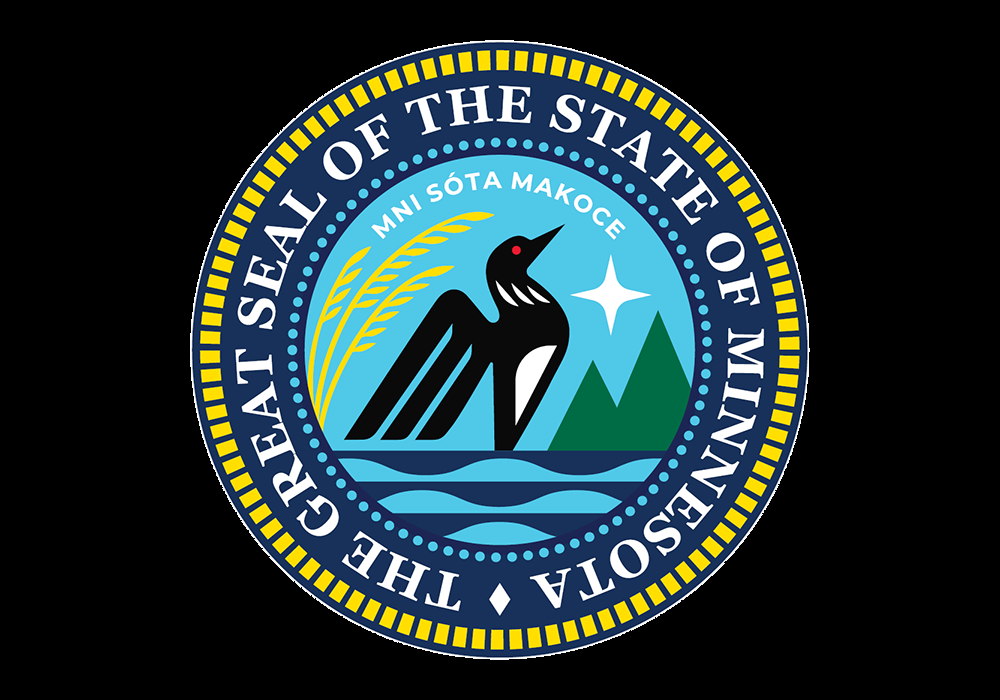 THE GREAT SEAL OF THE STATE OF MINNESOTA
MNI SÓTA MAKOCE